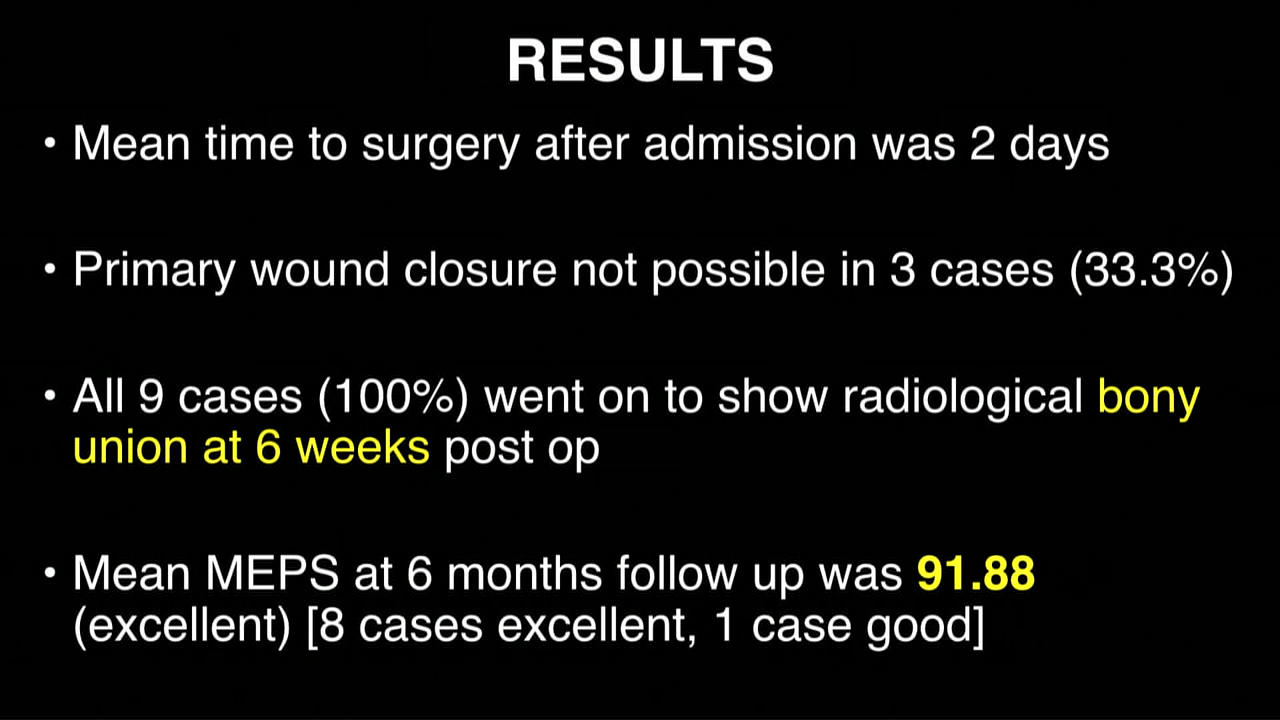 RESULTS
• Mean time to surgery after admission was 2 days
• Primary wound closure not possible in 3 cases (33.3%)
• All 9 cases (100%) went on to show radiological bony
union at 6 weeks post op
• Mean MEPS at 6 months follow up was 91.88
(excellent) [8 cases excellent, 1 case good]